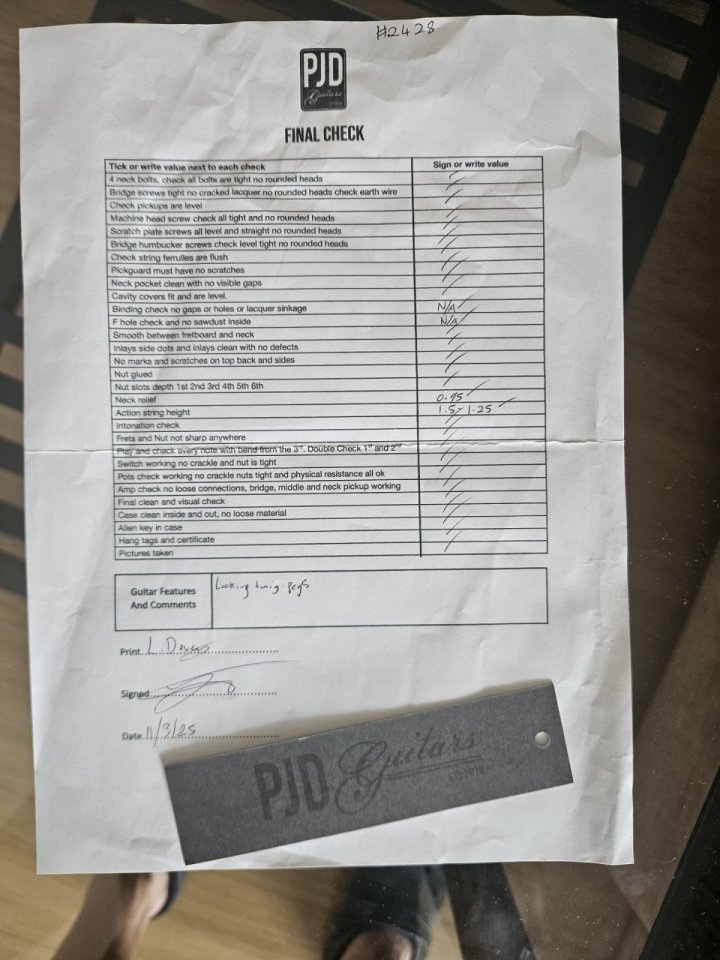 #2428
PJD
Guitars
FINAL CHECK
Tick or write value next to each check Sign or write value
4 neck bolts, check all bolts are tight no rounded heads
Bridge screws tight no cracked lacquer no rounded heads check earth wire
Check pickups are level
Machine head screw check all tight and no rounded heads
Scratch plate screws all level and straight no rounded heads
Bridge humbucker screws check level tight no rounded heads
Check string ferrulles are flush
Pickguard must have no scratches
Neck pocket clean with no visible gaps
Cavity covers fit and are level.
Binding check no gaps or holes or lacquer sinkage N/A
F hole check and no sawdust inside N/A
Smooth between fretboard and neck
Inlays side dots and inlays clean with no defects
No marks and scratches on top back and sides
Nut glued
Nut slots depth 1st 2nd 3rd 4th 5th 6th
Neck relief 0.95
Action string height 1.5 - 1.25
Intonation check
Frets and Nut not sharp anywhere
Play and check every note with bend from the 3rd. Double Check 1st and 2nd
Switch working no crackle and nut is tight
Pots check working no crackle nuts tight and physical resistance all ok
Amp check no loose connections, bridge, middle and neck pickup working
Final clean and visual check
Case clean inside and out, no loose material
Allen key in case
Hang tags and certificate
Pictures taken
Guitar Features
And Comments
Locking pegs
Print L.
Signed
Date 11/3/25
PJD Guitars